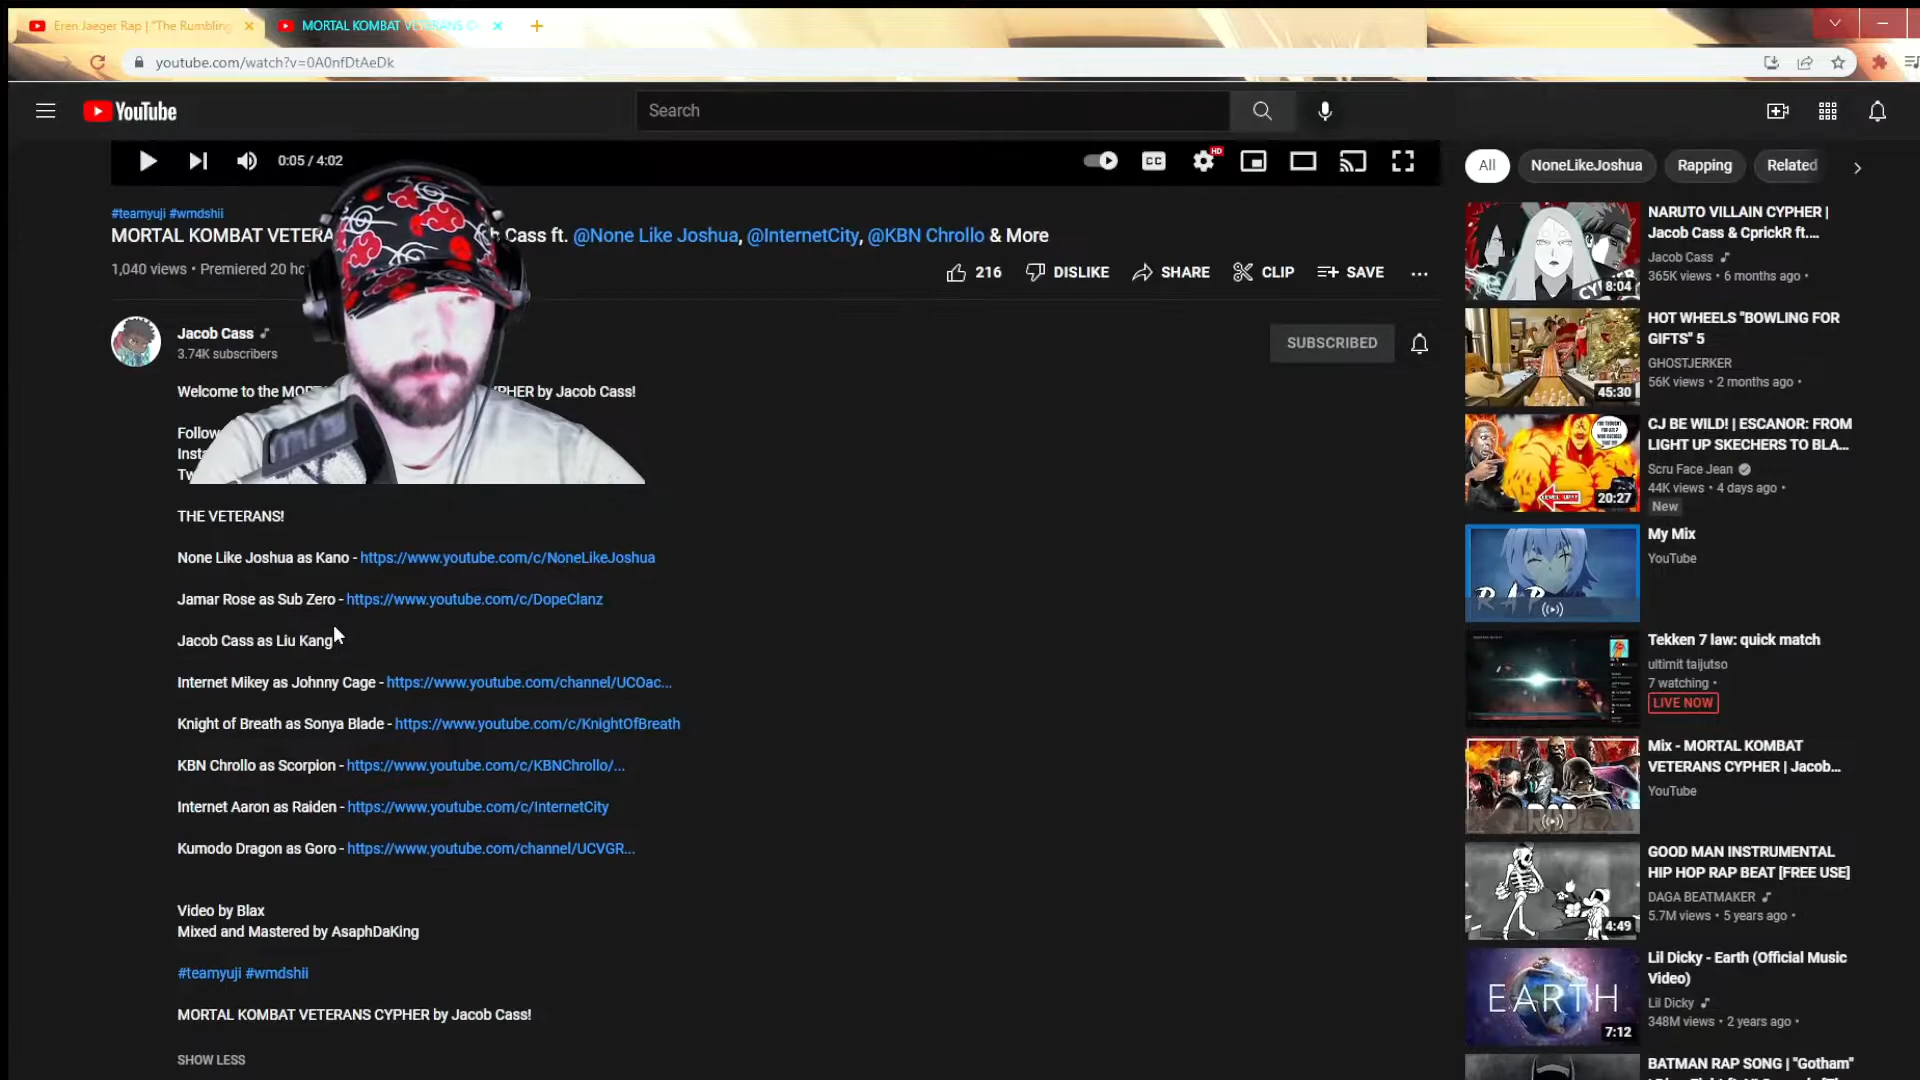 Eren Jaeger Rap | "The Rumbling
MORTAL KOMBAT VETERANS C
youtube.com/watch?v=0A0nfDtAeDk
YouTube
Search
0:05 / 4:02
CC
HD
#teamyuji #wmdshii
MORTAL KOMBAT VETERA
Cass ft. @None Like Joshua, @InternetCity, @KBN Chrollo & More
1,040 views • Premiered 20 ho
216
DISLIKE
SHARE
CLIP
SAVE
Jacob Cass
3.74K subscribers
SUBSCRIBED
Welcome to the MOR
PHER by Jacob Cass!
Follow
Insta
Tw
THE VETERANS!
None Like Joshua as Kano - https://www.youtube.com/c/NoneLikeJoshua
Jamar Rose as Sub Zero - https://www.youtube.com/c/DopeClanz
Jacob Cass as Liu Kang
Internet Mikey as Johnny Cage - https://www.youtube.com/channel/UCOac...
Knight of Breath as Sonya Blade - https://www.youtube.com/c/KnightOfBreath
KBN Chrollo as Scorpion - https://www.youtube.com/c/KBNChrollo/...
Internet Aaron as Raiden - https://www.youtube.com/c/InternetCity
Kumodo Dragon as Goro - https://www.youtube.com/channel/UCVGR...
Video by Blax
Mixed and Mastered by AsaphDaKing
#teamyuji #wmdshii
MORTAL KOMBAT VETERANS CYPHER by Jacob Cass!
SHOW LESS
All
NoneLikeJoshua
Rapping
Related
NARUTO VILLAIN CYPHER |
Jacob Cass & CprickR ft....
Jacob Cass
365K views • 6 months ago •
8:04
HOT WHEELS "BOWLING FOR
GIFTS" 5
GHOSTJERKER
56K views • 2 months ago •
45:30
CJ BE WILD! | ESCANOR: FROM
LIGHT UP SKECHERS TO BLA...
Scru Face Jean
44K views • 4 days ago •
New
20:27
My Mix
YouTube
RAP
Tekken 7 law: quick match
ultimit taijutso
7 watching •
LIVE NOW
Mix - MORTAL KOMBAT
VETERANS CYPHER | Jacob...
YouTube
RAP
GOOD MAN INSTRUMENTAL
HIP HOP RAP BEAT [FREE USE]
DAGA BEATMAKER
5.7M views • 5 years ago •
4:49
Lil Dicky - Earth (Official Music
Video)
Lil Dicky
348M views • 2 years ago •
EARTH
7:12
BATMAN RAP SONG | "Gotham"